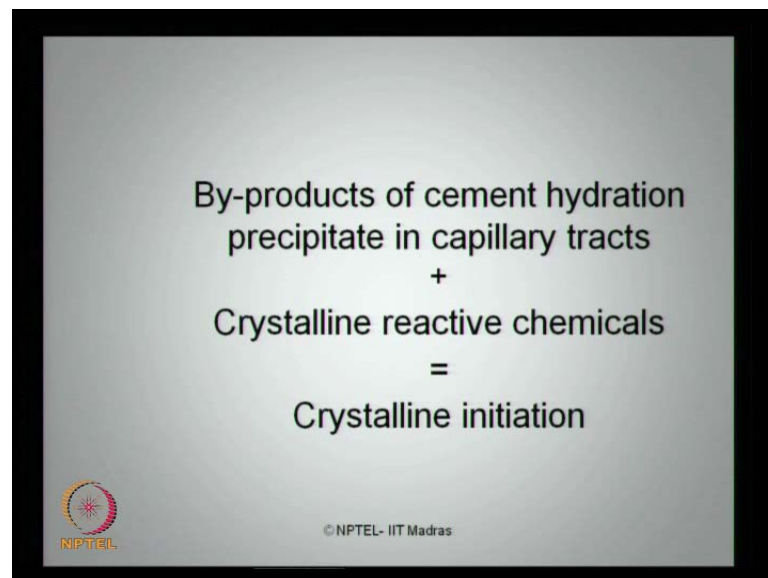 By-products of cement hydration
precipitate in capillary tracts
+
Crystalline reactive chemicals
=
Crystalline initiation
NPTEL
© NPTEL- IIT Madras